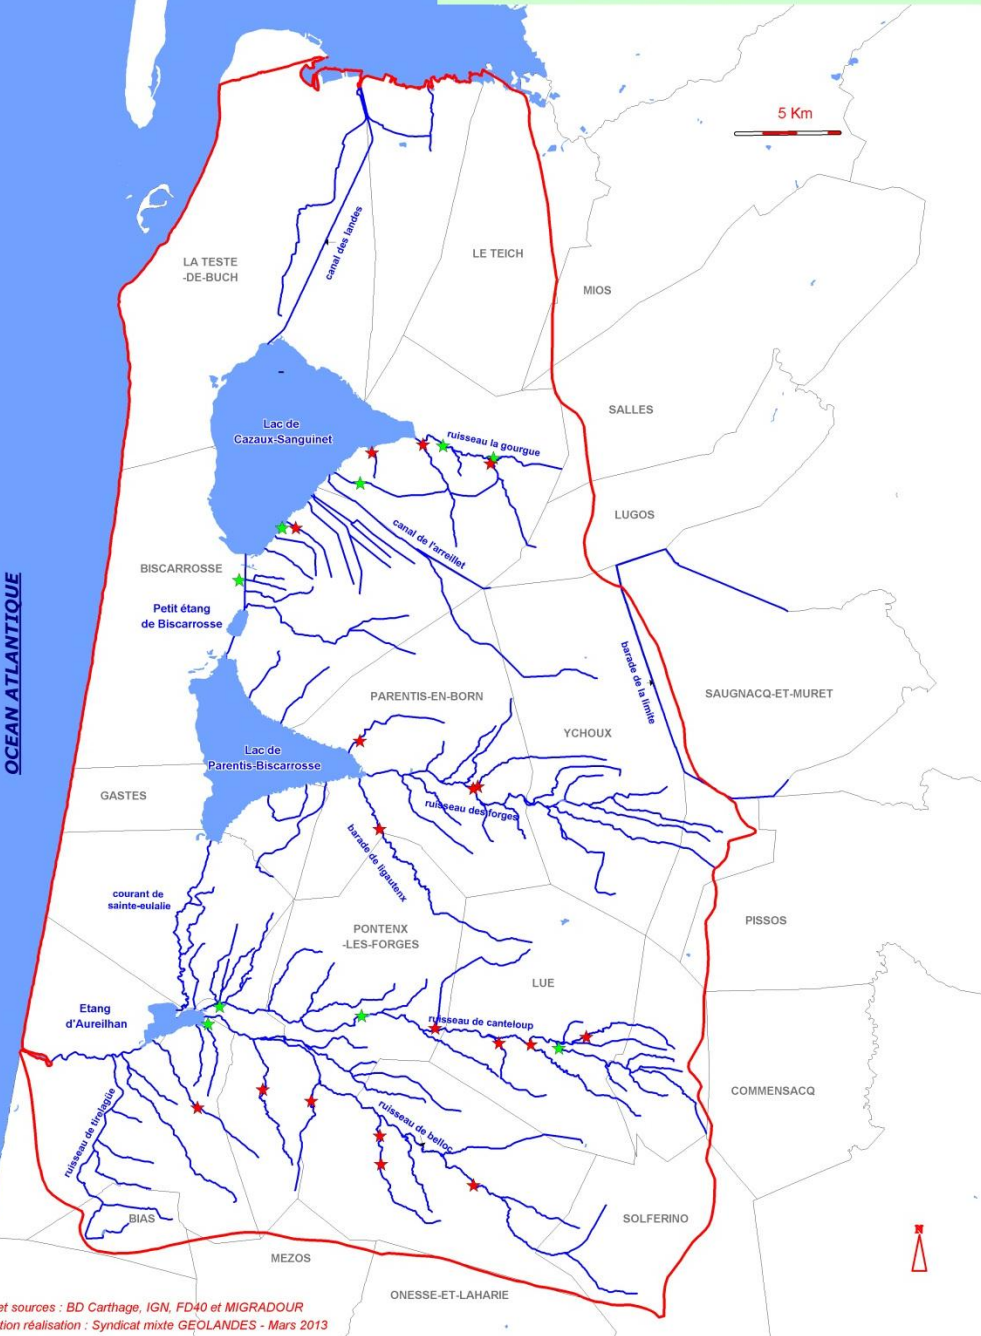 5 Km
canal des landes
LE TEICH
LA TESTE
-DE-BUCH
MIOS
SALLES
Lac de
Cazaux-Sanguinet
ruisseau la gourgue
LUGOS
canal de l'arreillet
BISCARROSSE
Petit étang
de Biscarrosse
OCEAN ATLANTIQUE
barade de la limite
SAUGNACQ-ET-MURET
PARENTIS-EN-BORN
YCHOUX
Lac de
Parentis-Biscarrosse
GASTES
ruisseau des forges
barade de ligautenx
courant de
sainte-eulalie
PISSOS
PONTENX
-LES-FORGES
LUE
Etang
d'Aureilhan
ruisseau de canteloup
COMMENSACQ
ruisseau de tirelagüe
ruisseau de belloc
BIAS
SOLFERINO
N
MEZOS
ONESSE-ET-LAHARIE
et sources : BD Carthage, IGN, FD40 et MIGRADOUR
tion réalisation : Syndicat mixte GEOLANDES - Mars 2013